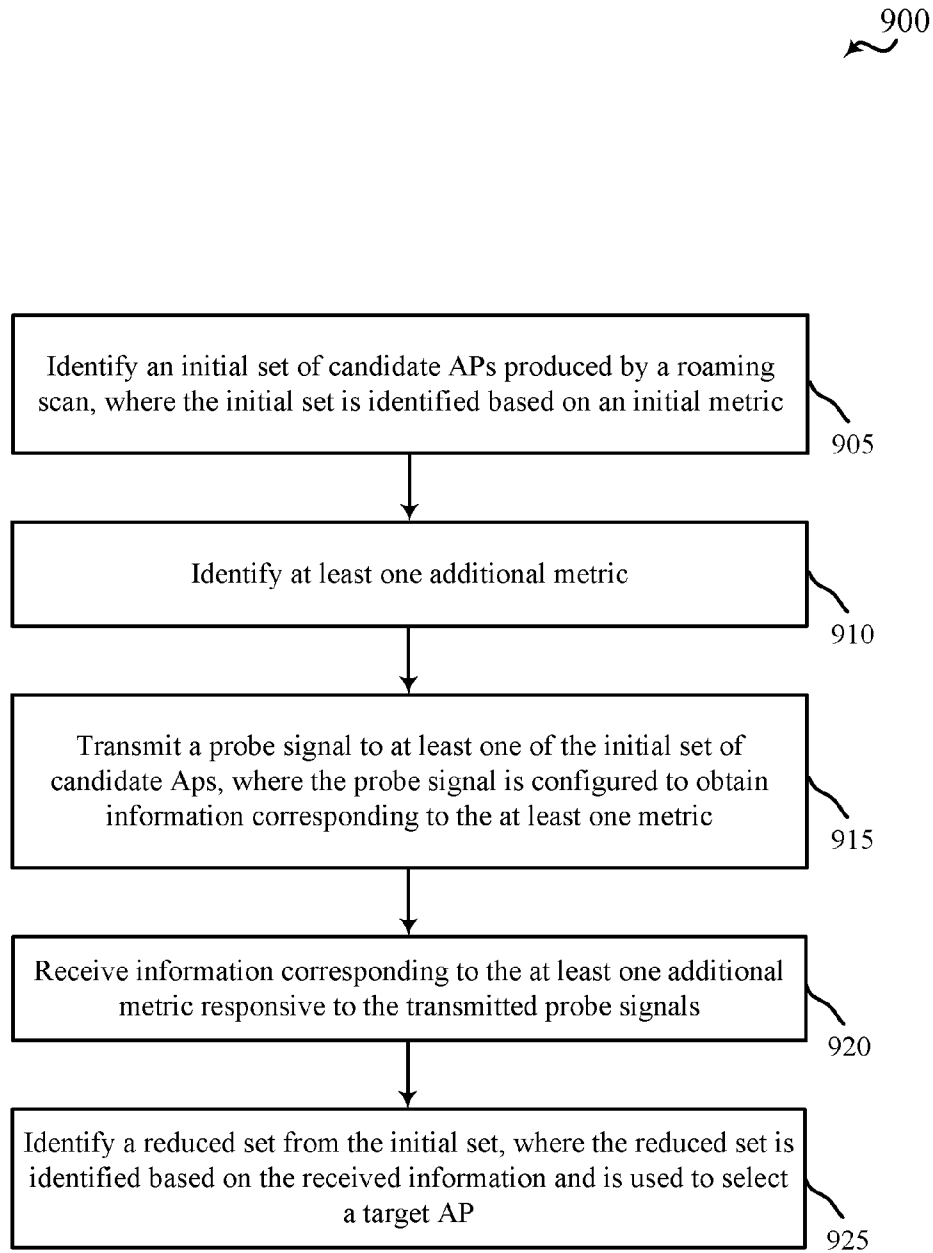 900
Identify an initial set of candidate APs produced by a roaming
scan, where the initial set is identified based on an initial metric
905
Identify at least one additional metric
910
Transmit a probe signal to at least one of the initial set of
candidate Aps, where the probe signal is configured to obtain
information corresponding to the at least one metric
915
Receive information corresponding to the at least one additional
metric responsive to the transmitted probe signals
920
Identify a reduced set from the initial set, where the reduced set is
identified based on the received information and is used to select
a target AP
925